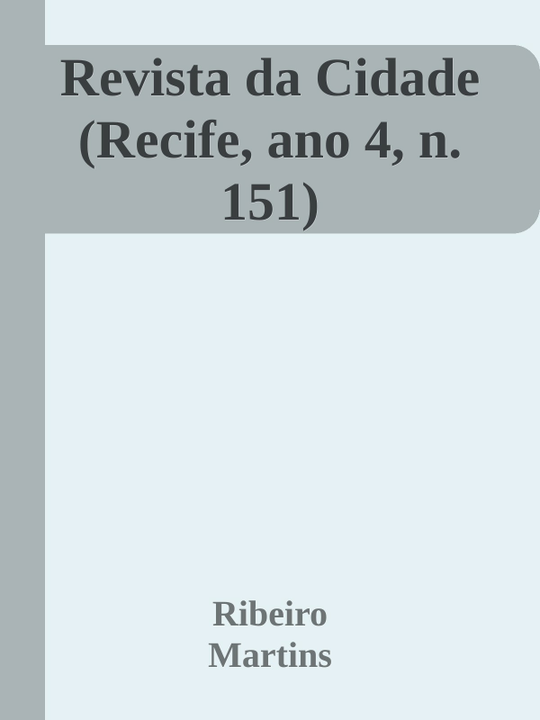 Revista da Cidade
(Recife, ano 4, n.
151)
Ribeiro
Martins